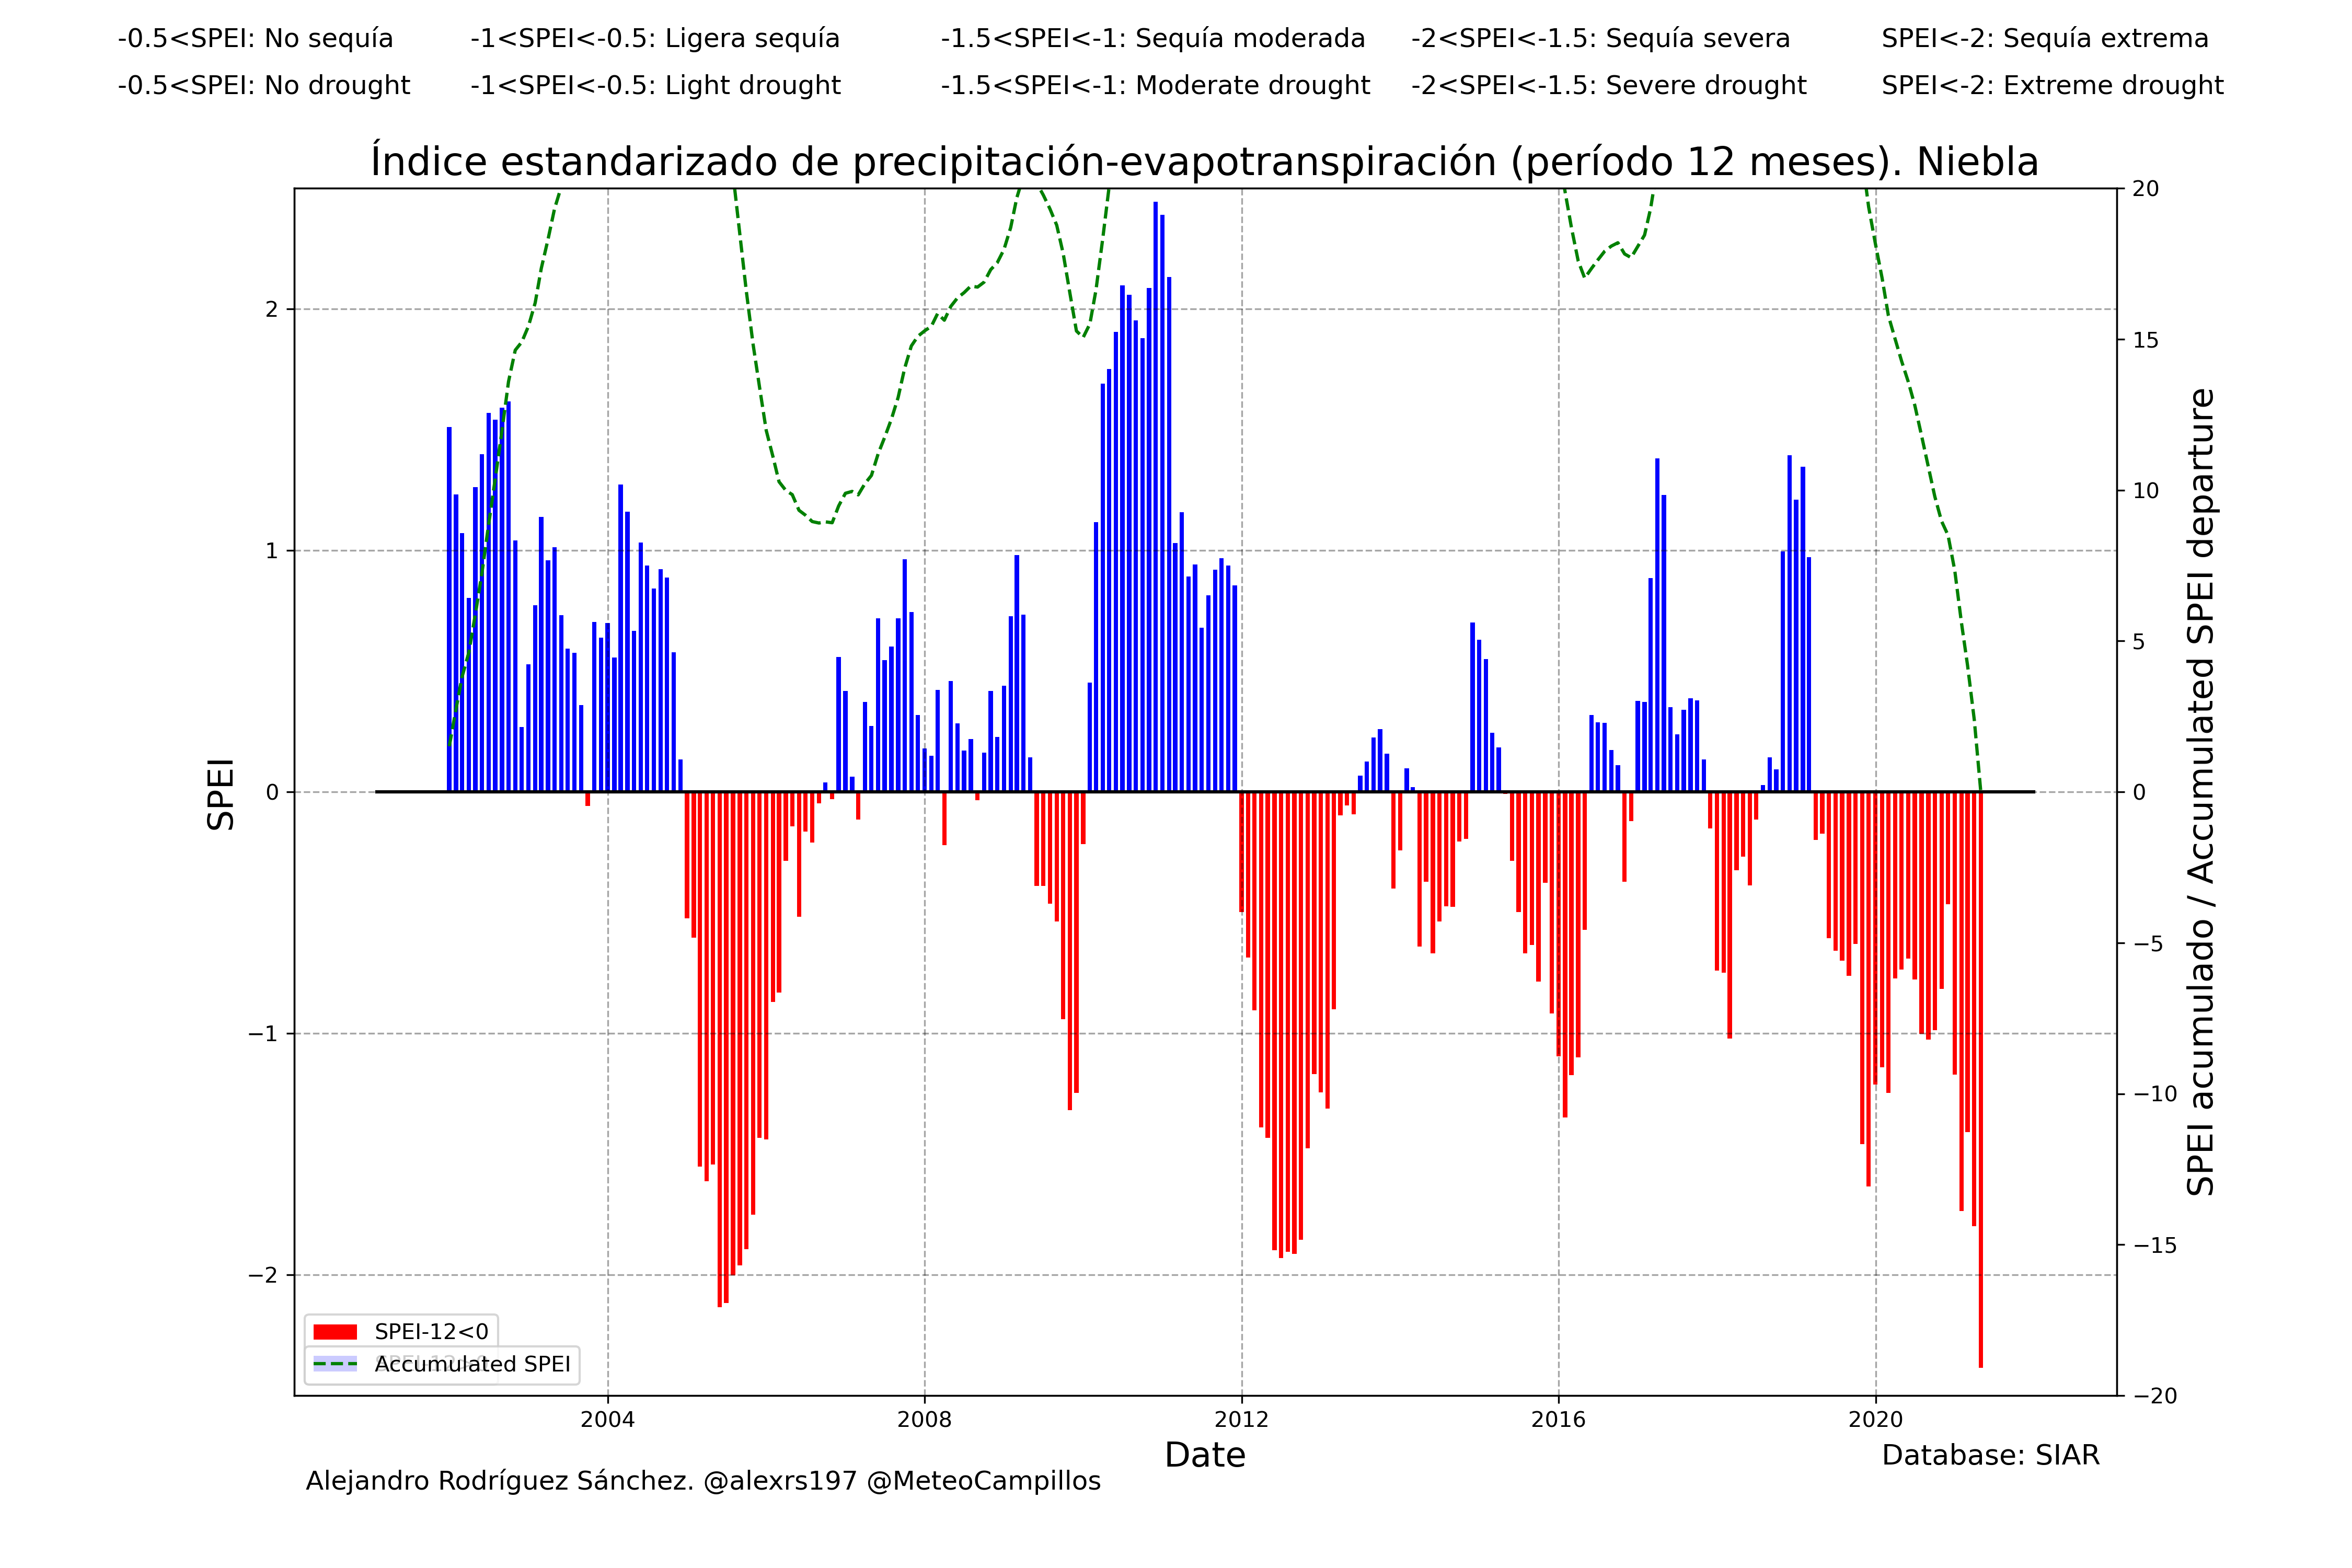 -0.5<SPEI: No sequía -1<SPEI<-0.5: Ligera sequía -1.5<SPEI<-1: Sequía moderada -2<SPEI<-1.5: Sequía severa SPEI<-2: Sequía extrema
-0.5<SPEI: No drought -1<SPEI<-0.5: Light drought -1.5<SPEI<-1: Moderate drought -2<SPEI<-1.5: Severe drought SPEI<-2: Extreme drought
Índice estandarizado de precipitación-evapotranspiración (período 12 meses). Niebla
SPEI
2
1
0
−1
−2
20
15
10
5
0
−5
−10
−15
−20
SPEI acumulado / Accumulated SPEI departure
SPEI-12<0
Accumulated SPEI
2004 2008 2012 2016 2020
Date
Database: SIAR
Alejandro Rodríguez Sánchez. @alexrs197 @MeteoCampillos